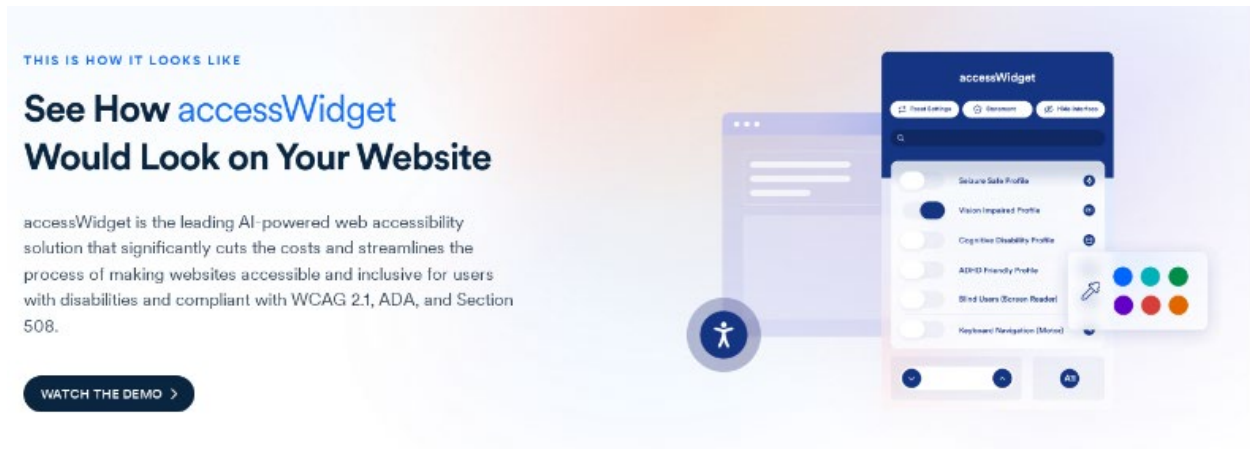 THIS IS HOW IT LOOKS LIKE
See How accessWidget
Would Look on Your Website
accessWidget is the leading AI-powered web accessibility
solution that significantly cuts the costs and streamlines the
process of making websites accessible and inclusive for users
with disabilities and compliant with WCAG 2.1, ADA, and Section
508.
WATCH THE DEMO
accessWidget
Reset Settings Statement Hide Interface
Seizure Safe Profile
Vision Impaired Profile
Cognitive Disability Profile
ADHD Friendly Profile
Blind Users (Screen Reader)
Keyboard Navigation (Motor)